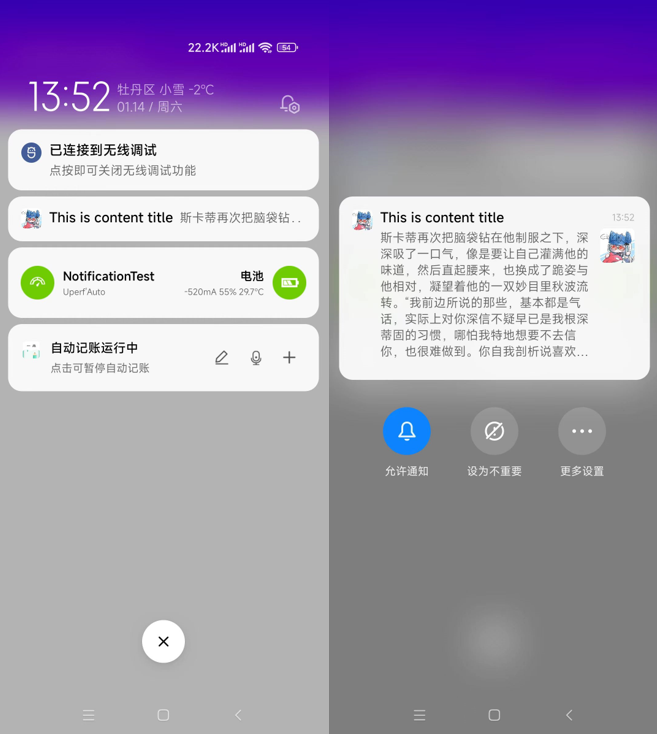 22.2K
HD
HD
54
13:52
牡丹区 小雪 -2℃
01.14 / 周六
已连接到无线调试
点按即可关闭无线调试功能
This is content title 斯卡蒂再次把脑袋钻..
NotificationTest
Uperf'Auto
电池
-520mA 55% 29.7℃
自动记账运行中
点击可暂停自动记账
This is content title
13:52
斯卡蒂再次把脑袋钻在他制服之下，深
深吸了一口气，像是要让自己灌满他的
味道，然后直起腰来，也换成了跪姿与
他相对，凝望着他的一双妙目里秋波流
转。“我前边所说的那些，基本都是气
话，实际上对你深信不疑早已是我根深
蒂固的习惯，哪怕我特地想要不去信
你，也很难做到。你自我剖析说喜欢...
允许通知
设为不重要
更多设置